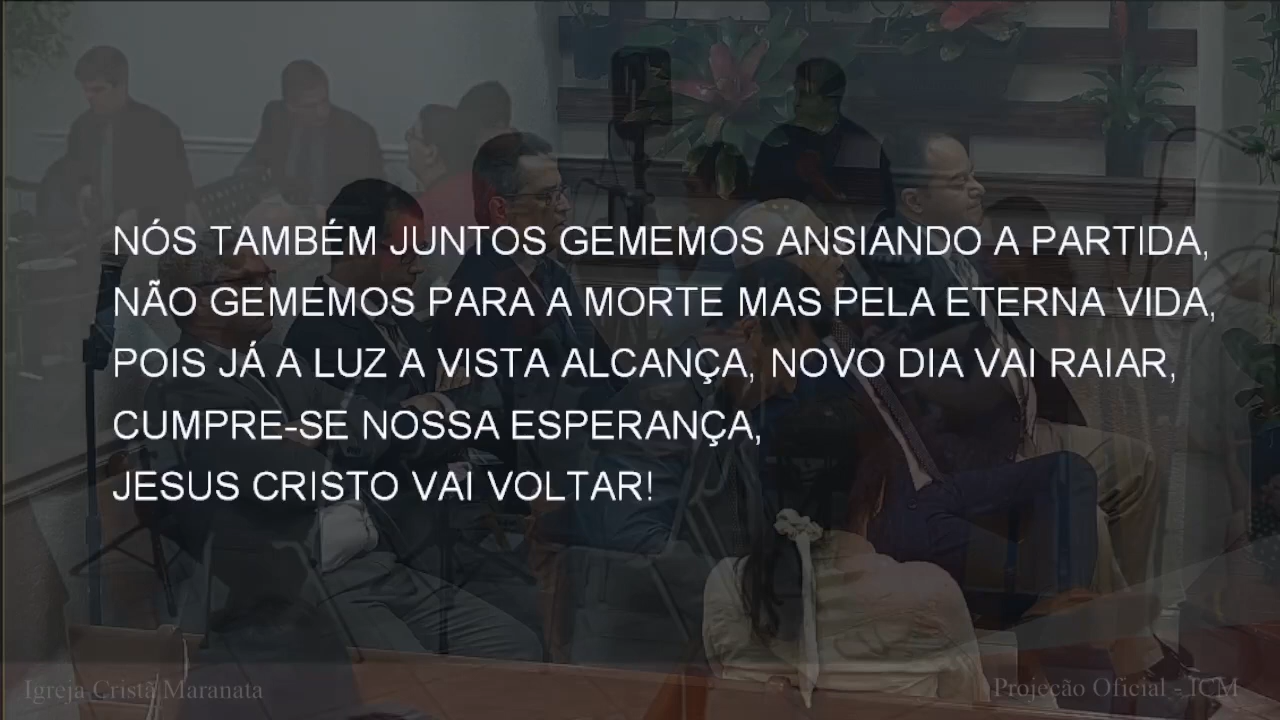 NÓS TAMBÉM JUNTOS GEMEMOS ANSIANDO A PARTIDA,
NÃO GEMEMOS PARA A MORTE MAS PELA ETERNA VIDA,
POIS JÁ A LUZ A VISTA ALCANÇA, NOVO DIA VAI RAIAR,
CUMPRE-SE NOSSA ESPERANÇA,
JESUS CRISTO VAI VOLTAR!
Igreja Cristã Maranata
Projecão Oficial - ICM